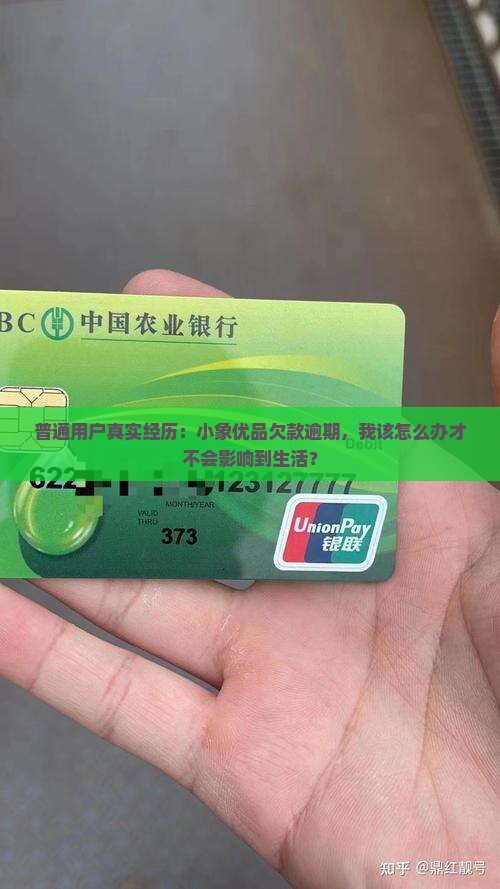 BC 中国农业银行
普通用户真实经历：小象优品欠款逾期，我该怎么办才
不会影响到生活？
Debit
622 123127777
MONTH/YEAR
VALID
THRU
373
UnionPay
银联
知乎 @鼎红靓号